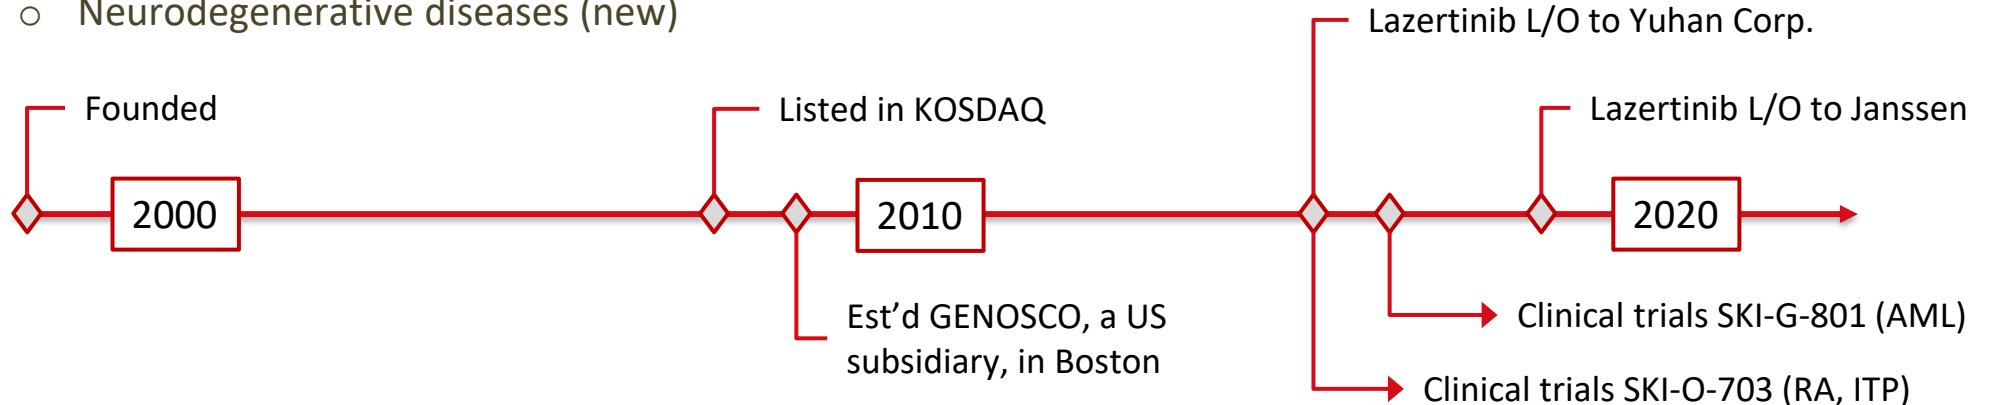 ○ Neurodegenerative diseases (new)
Lazertinib L/O to Yuhan Corp.
Founded
Listed in KOSDAQ
Lazertinib L/O to Janssen
2000
2010
2020
Est’d GENOSCO, a US
subsidiary, in Boston
Clinical trials SKI-G-801 (AML)
Clinical trials SKI-O-703 (RA, ITP)